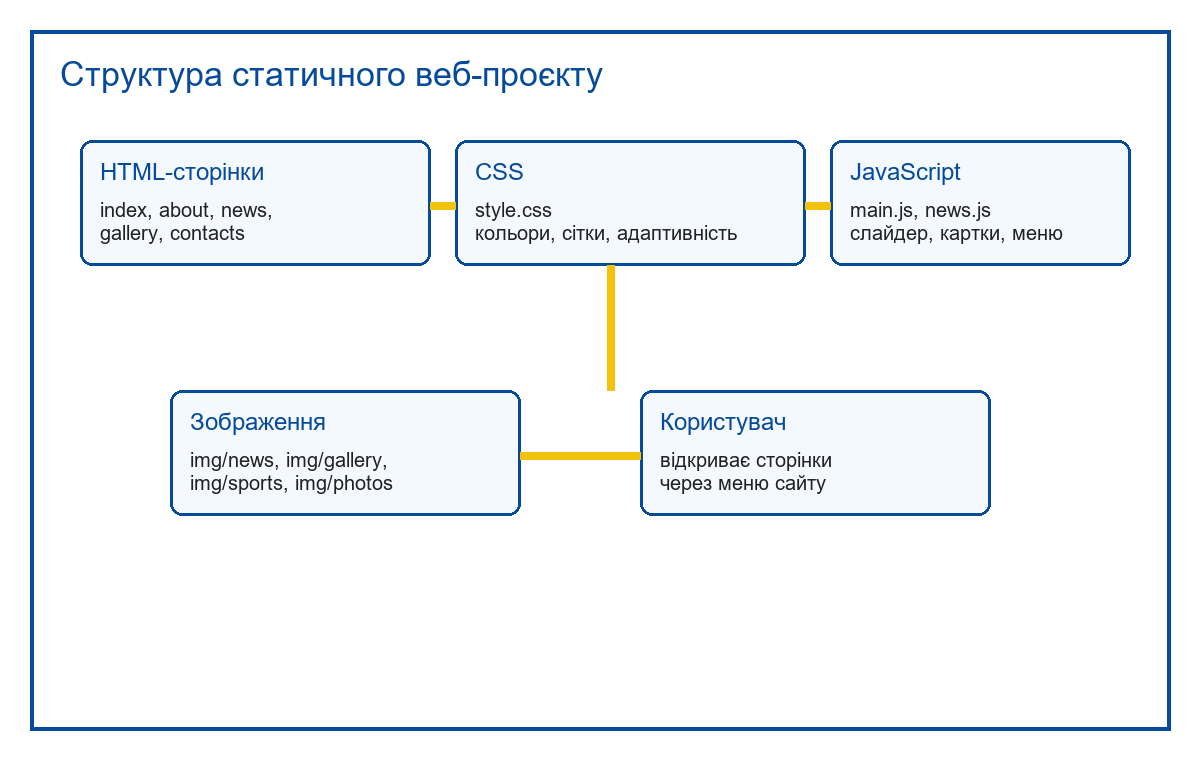 Структура статичного веб-проєкту
HTML-сторінки
index, about, news,
gallery, contacts
CSS
style.css
кольори, сітки, адаптивність
JavaScript
main.js, news.js
слайдер, картки, меню
Зображення
img/news, img/gallery,
img/sports, img/photos
Користувач
відкриває сторінки
через меню сайту